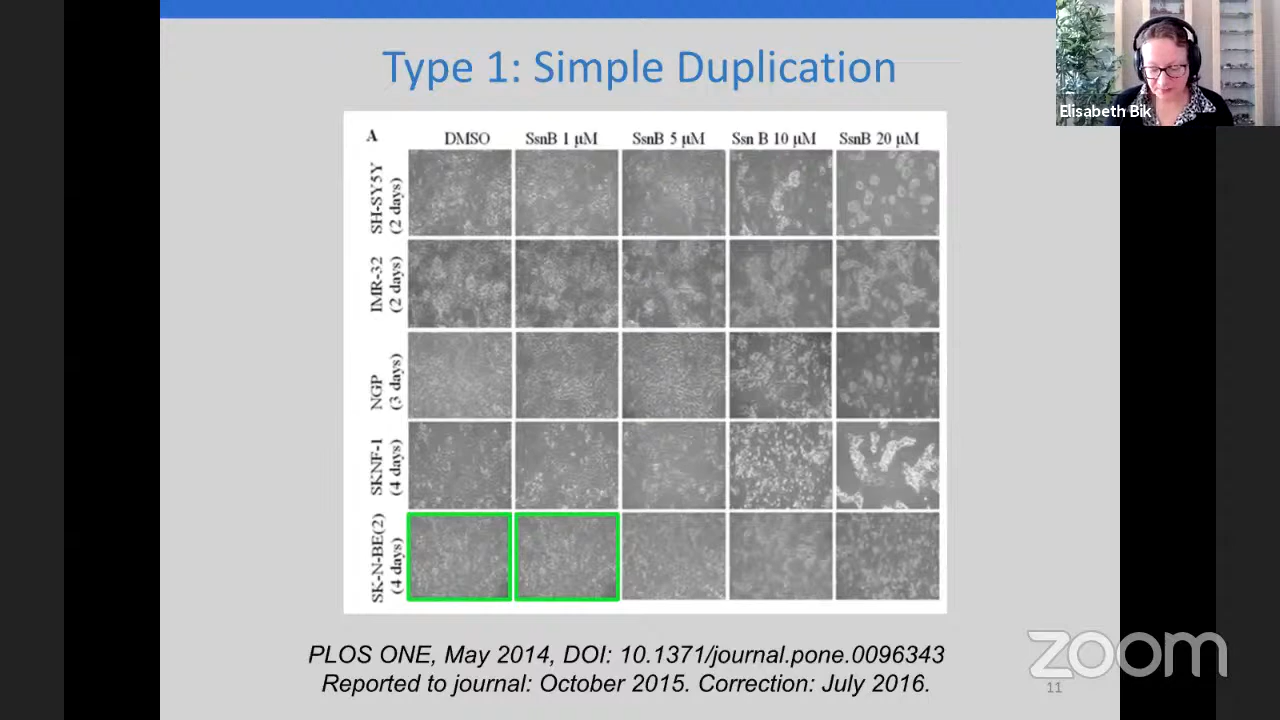 Type 1: Simple Duplication
Elisabeth Bik
A
DMSO SsnB 1 µM SsnB 5 µM Ssn B 10 µM SsnB 20 µM
SH-SY5Y
(2 days)
IMR-32
(2 days)
NGP
(3 days)
SKNF-1
(4 days)
SK-N-BE(2)
(4 days)
PLOS ONE, May 2014, DOI: 10.1371/journal.pone.0096343
Reported to journal: October 2015. Correction: July 2016.
zoom
11